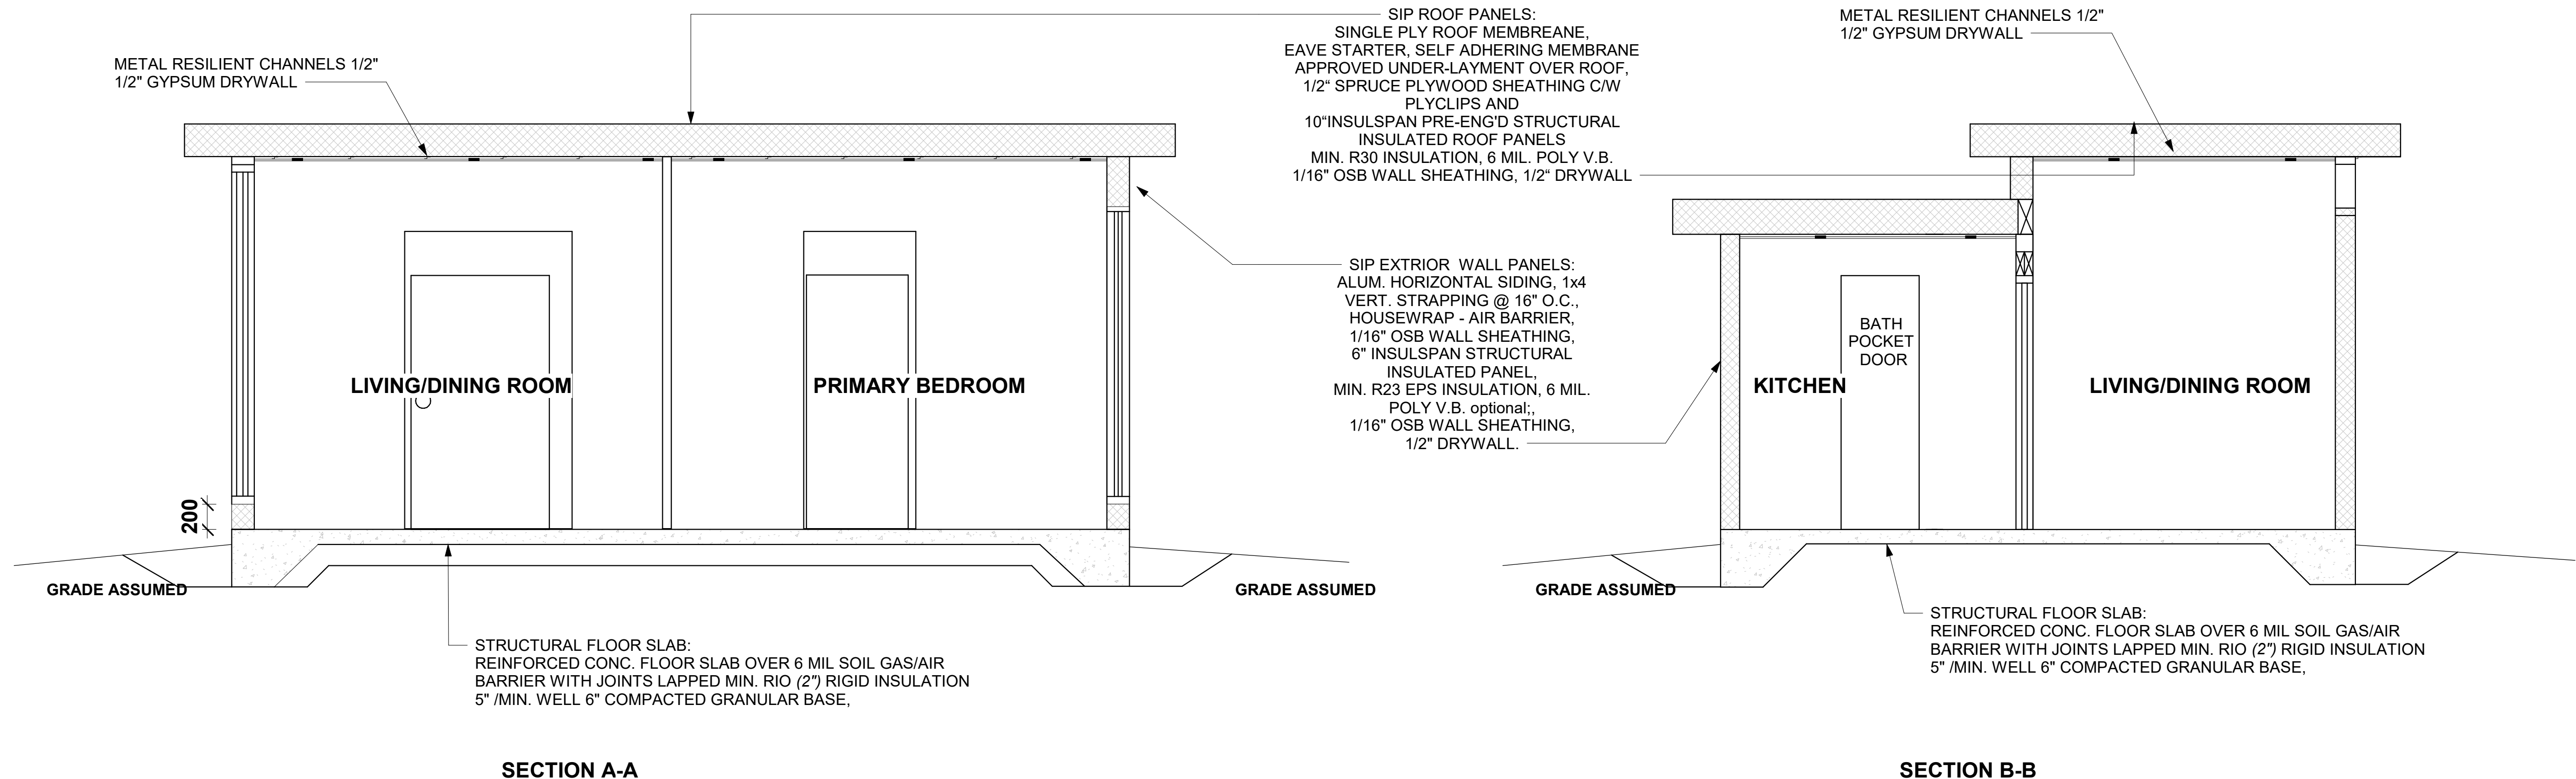 METAL RESILIENT CHANNELS 1/2"
1/2" GYPSUM DRYWALL
SIP ROOF PANELS:
SINGLE PLY ROOF MEMBREANE,
EAVE STARTER, SELF ADHERING MEMBRANE
APPROVED UNDER-LAYMENT OVER ROOF,
1/2“ SPRUCE PLYWOOD SHEATHING C/W
PLYCLIPS AND
10“INSULSPAN PRE-ENG'D STRUCTURAL
INSULATED ROOF PANELS
MIN. R30 INSULATION, 6 MIL. POLY V.B.
1/16" OSB WALL SHEATHING, 1/2“ DRYWALL
METAL RESILIENT CHANNELS 1/2"
1/2" GYPSUM DRYWALL
SIP EXTRIOR WALL PANELS:
ALUM. HORIZONTAL SIDING, 1x4
VERT. STRAPPING @ 16" O.C.,
HOUSEWRAP - AIR BARRIER,
1/16" OSB WALL SHEATHING,
6" INSULSPAN STRUCTURAL
INSULATED PANEL,
MIN. R23 EPS INSULATION, 6 MIL.
POLY V.B. optional;,
1/16" OSB WALL SHEATHING,
1/2" DRYWALL.
LIVING/DINING ROOM
PRIMARY BEDROOM
BATH
POCKET
DOOR
KITCHEN
LIVING/DINING ROOM
200
GRADE ASSUMED
GRADE ASSUMED
GRADE ASSUMED
STRUCTURAL FLOOR SLAB:
REINFORCED CONC. FLOOR SLAB OVER 6 MIL SOIL GAS/AIR
BARRIER WITH JOINTS LAPPED MIN. RIO (2") RIGID INSULATION
5" /MIN. WELL 6" COMPACTED GRANULAR BASE,
STRUCTURAL FLOOR SLAB:
REINFORCED CONC. FLOOR SLAB OVER 6 MIL SOIL GAS/AIR
BARRIER WITH JOINTS LAPPED MIN. RIO (2") RIGID INSULATION
5" /MIN. WELL 6" COMPACTED GRANULAR BASE,
SECTION A-A
SECTION B-B